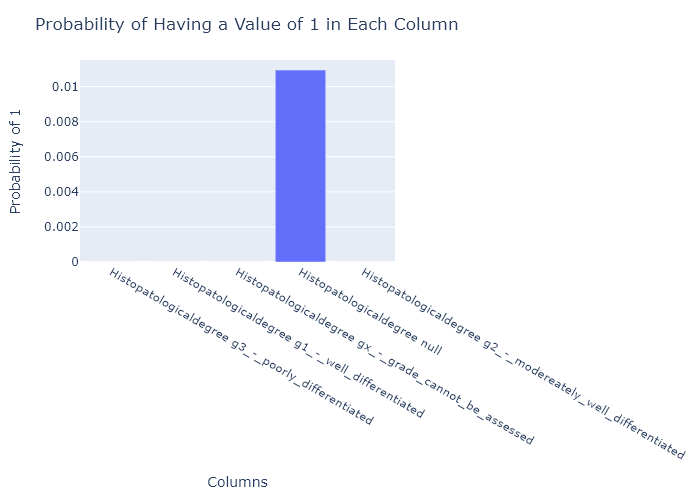 Probability of Having a Value of 1 in Each Column
Probability of 1
0.01
0.008
0.006
0.004
0.002
0
Histopatologicaldegree g3_-_poorly_differentiated
Histopatologicaldegree g1_-_well_differentiated
Histopatologicaldegree gx_-_grade_cannot_be_assessed
Histopatologicaldegree null
Histopatologicaldegree g2_-_modereately_well_differentiated
Columns